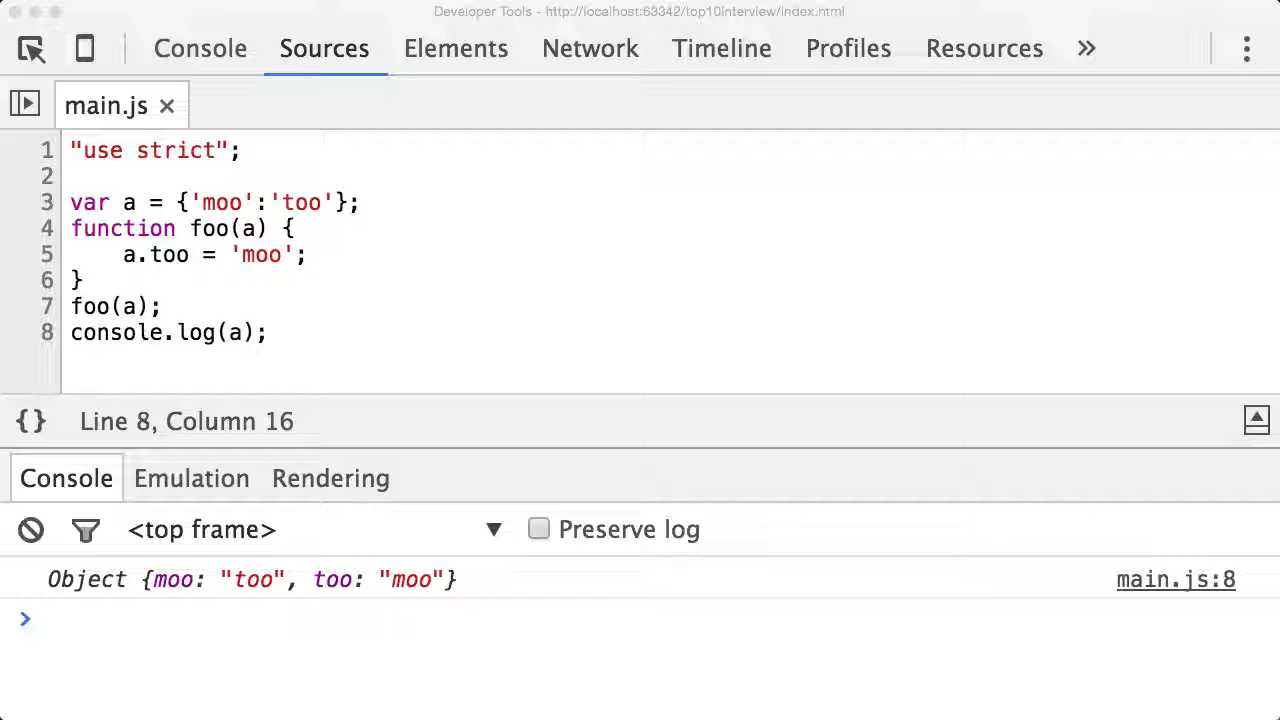 Developer Tools - http://localhost:63342/top10interview/index.html
Console Sources Elements Network Timeline Profiles Resources »
main.js ×
1 "use strict";
2
3 var a = {'moo':'too'};
4 function foo(a) {
5 a.too = 'moo';
6 }
7 foo(a);
8 console.log(a);
{} Line 8, Column 16
Console Emulation Rendering
<top frame> ▼ Preserve log
Object {moo: "too", too: "moo"} main.js:8
>